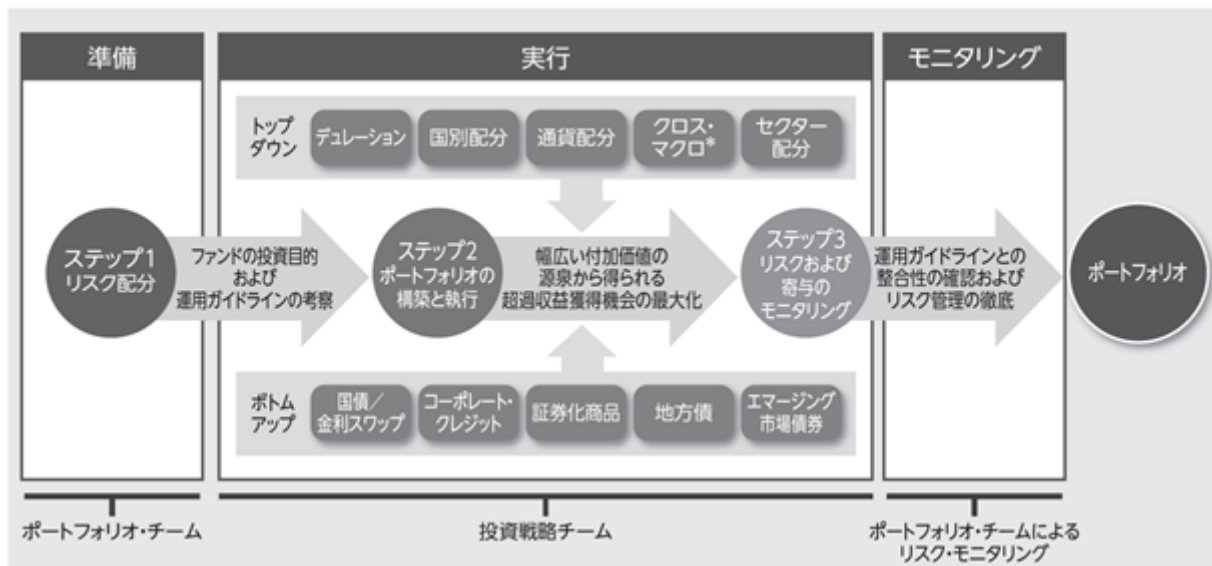 準備
実行
モニタリング
トップ
ダウン
デュレーション
国別配分
通貨配分
クロス・
マクロ*
セクター
配分
ステップ1
リスク配分
ファンドの投資目的
および
運用ガイドラインの考察
ステップ2
ポートフォリオの
構築と執行
幅広い付加価値の
源泉から得られる
超過収益獲得機会の最大化
ステップ3
リスクおよび
寄与の
モニタリング
運用ガイドラインとの
整合性の確認および
リスク管理の徹底
ポートフォリオ
ボトム
アップ
国債/
金利スワップ
コーポレート・
クレジット
証券化商品
地方債
エマージング
市場債券
ポートフォリオ・チーム
投資戦略チーム
ポートフォリオ・チームによる
リスク・モニタリング